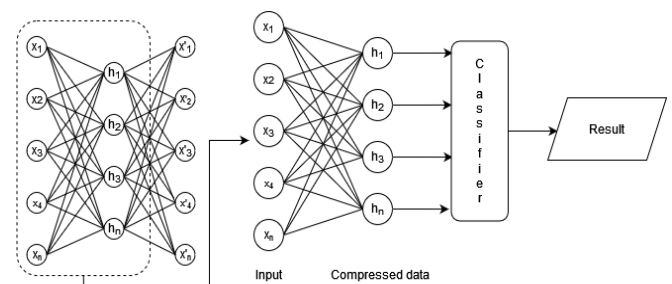 x1
x2
x3
x4
xn
h1
h2
h3
hn
x'1
x'2
x'3
x'4
x'n
x1
x2
x3
x4
xn
h1
h2
h3
hn
Classifier
Result
Input
Compressed data